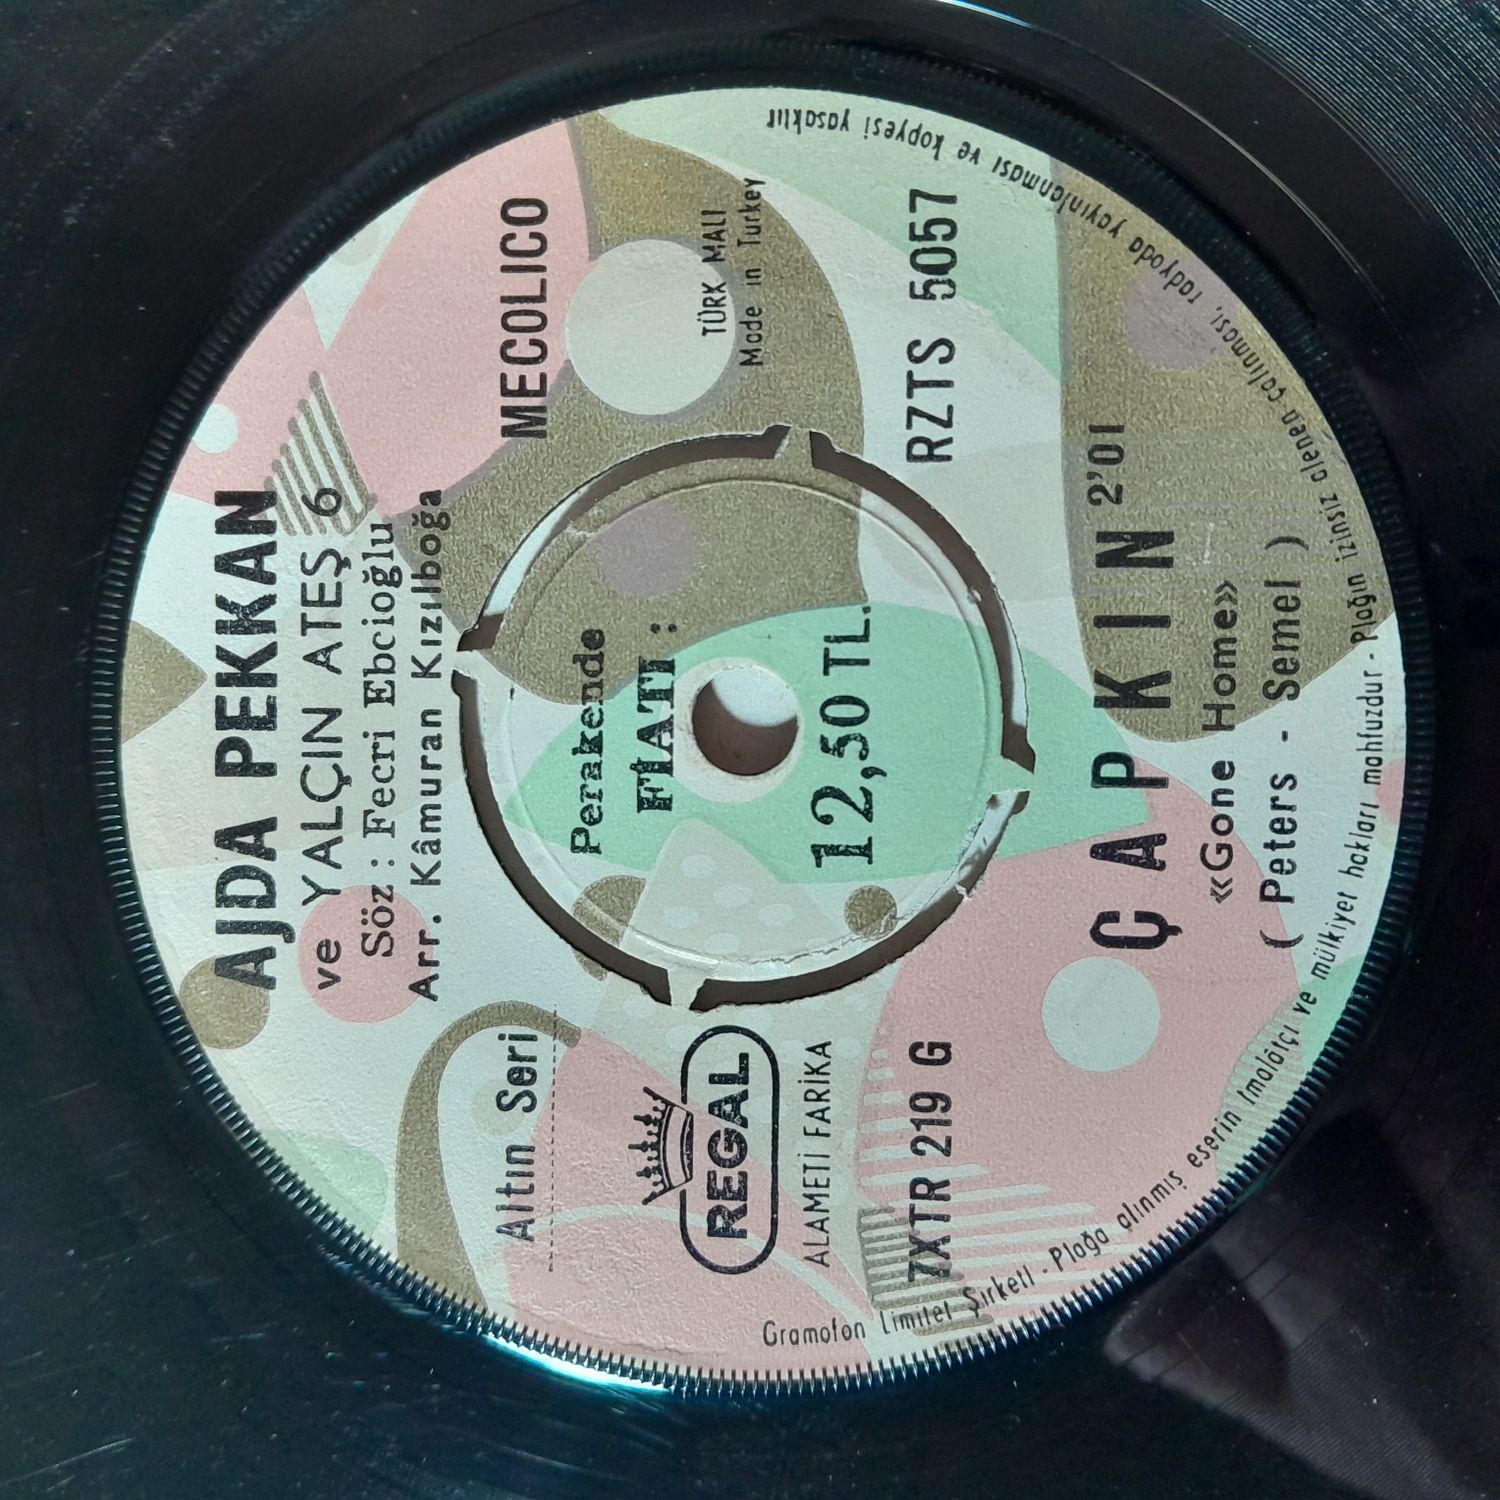 AJDA PEKKAN
ve YALÇIN ATEŞ 6
Söz : Fecri Ebcioğlu
Arr. Kâmuran Kızılboğa
Altın Seri
MECOLICO
Perakende
FİATI :
12,50 TL.
REGAL
ALAMETİ FARİKA
TÜRK MALI
Made in Turkey
7XTR 219 G
RZTS 5057
ÇAPKIN 2'01
«Gone Home»
( Peters - Semel )
Gramofon Limitet Şirketi - Plağa alınmış eserin imalâtçı ve mülkiyet hakları mahfuzdur - Plağın izinsiz alenen çalınması, radyoda yayınlanması ve kopyesi yasaktır